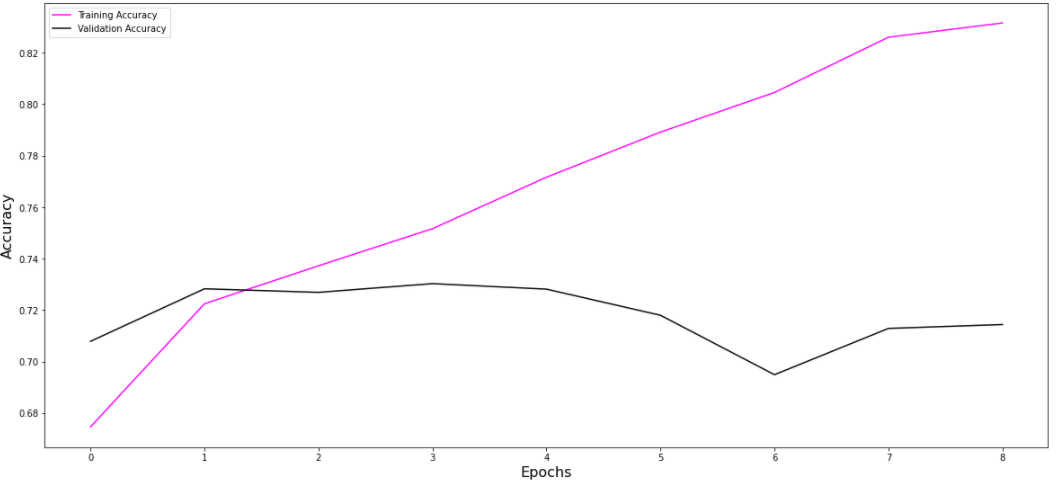 Training Accuracy
Validation Accuracy
0.82
0.80
0.78
0.76
0.74
0.72
0.70
0.68
Accuracy
0 1 2 3 4 5 6 7 8
Epochs